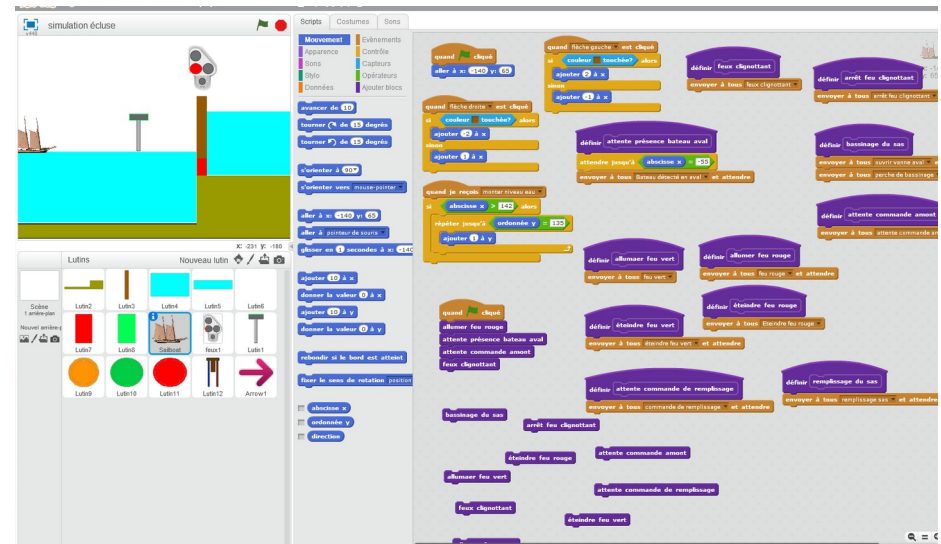 simulation écluse
Scripts
Costumes
Sens
Mouvement
Evènements
Apparence
Contrôle
Sons
Capteurs
Stylo
Opérateurs
Données
Ajouter blocs
avancer de 10
tourner de 15 degrés
tourner de 15 degrés
s'orienter à 90
s'orienter vers mouse-pointer
aller à x: -140 y: 65
aller à pointeur de souris
glisser en 1 secondes à x: -140
ajouter 10 à x
donner la valeur 0 à x
ajouter 10 à y
donner la valeur 0 à y
rebondir si le bord est atteint
fixer le sens de rotation position
abscisse x
ordonnée y
direction
X: -231 y: -180
Lutins
Nouveau lutin
Scène
1 arrière-plan
Nouvel arrière-p
Lutin2
Lutin3
Lutin4
Lutin5
Lutin6
Lutin7
Lutin8
Sailboat
feux1
Lutin1
Lutin9
Lutin10
Lutin11
Lutin12
Arrow1
quand cliqué
aller à x: -140 y: 65
quand flèche gauche est cliqué
si couleur touchée? alors
ajouter 2 à x
sinon
ajouter -1 à x
quand flèche droite est cliqué
si couleur touchée? alors
ajouter -2 à x
sinon
ajouter 1 à x
quand je reçois monter niveau eau
si abscisse x > 142 alors
répéter jusqu'à ordonnée y = 135
ajouter 1 à y
définir feux clignottant
envoyer à tous feux clignottant
définir arrêt feu clignottant
envoyer à tous arrêt feu clignottant
définir attente présence bateau aval
attendre jusqu'à abscisse x = -55
envoyer à tous Bateau détecté en aval et attendre
définir bassinage du sas
envoyer à tous ouvrir vanne aval
envoyer à tous perche de bassinage
définir attente commande amont
envoyer à tous attente commande am
définir allumaer feu vert
envoyer à tous feu vert
définir allumer feu rouge
envoyer à tous feu rouge et attendre
définir éteindre feu rouge
envoyer à tous Eteindre feu rouge
définir éteindre feu vert
envoyer à tous éteindre feu vert et attendre
définir attente commande de remplissage
envoyer à tous commande de remplissage et attendre
définir remplissage du sas
envoyer à tous remplissage sas et attendre
quand cliqué
allumer feu rouge
attente présence bateau aval
attente commande amont
feux clignottant
bassinage du sas
arrêt feu clignottant
éteindre feu rouge
attente commande amont
allumaer feu vert
attente commande de remplissage
feux clignottant
éteindre feu vert